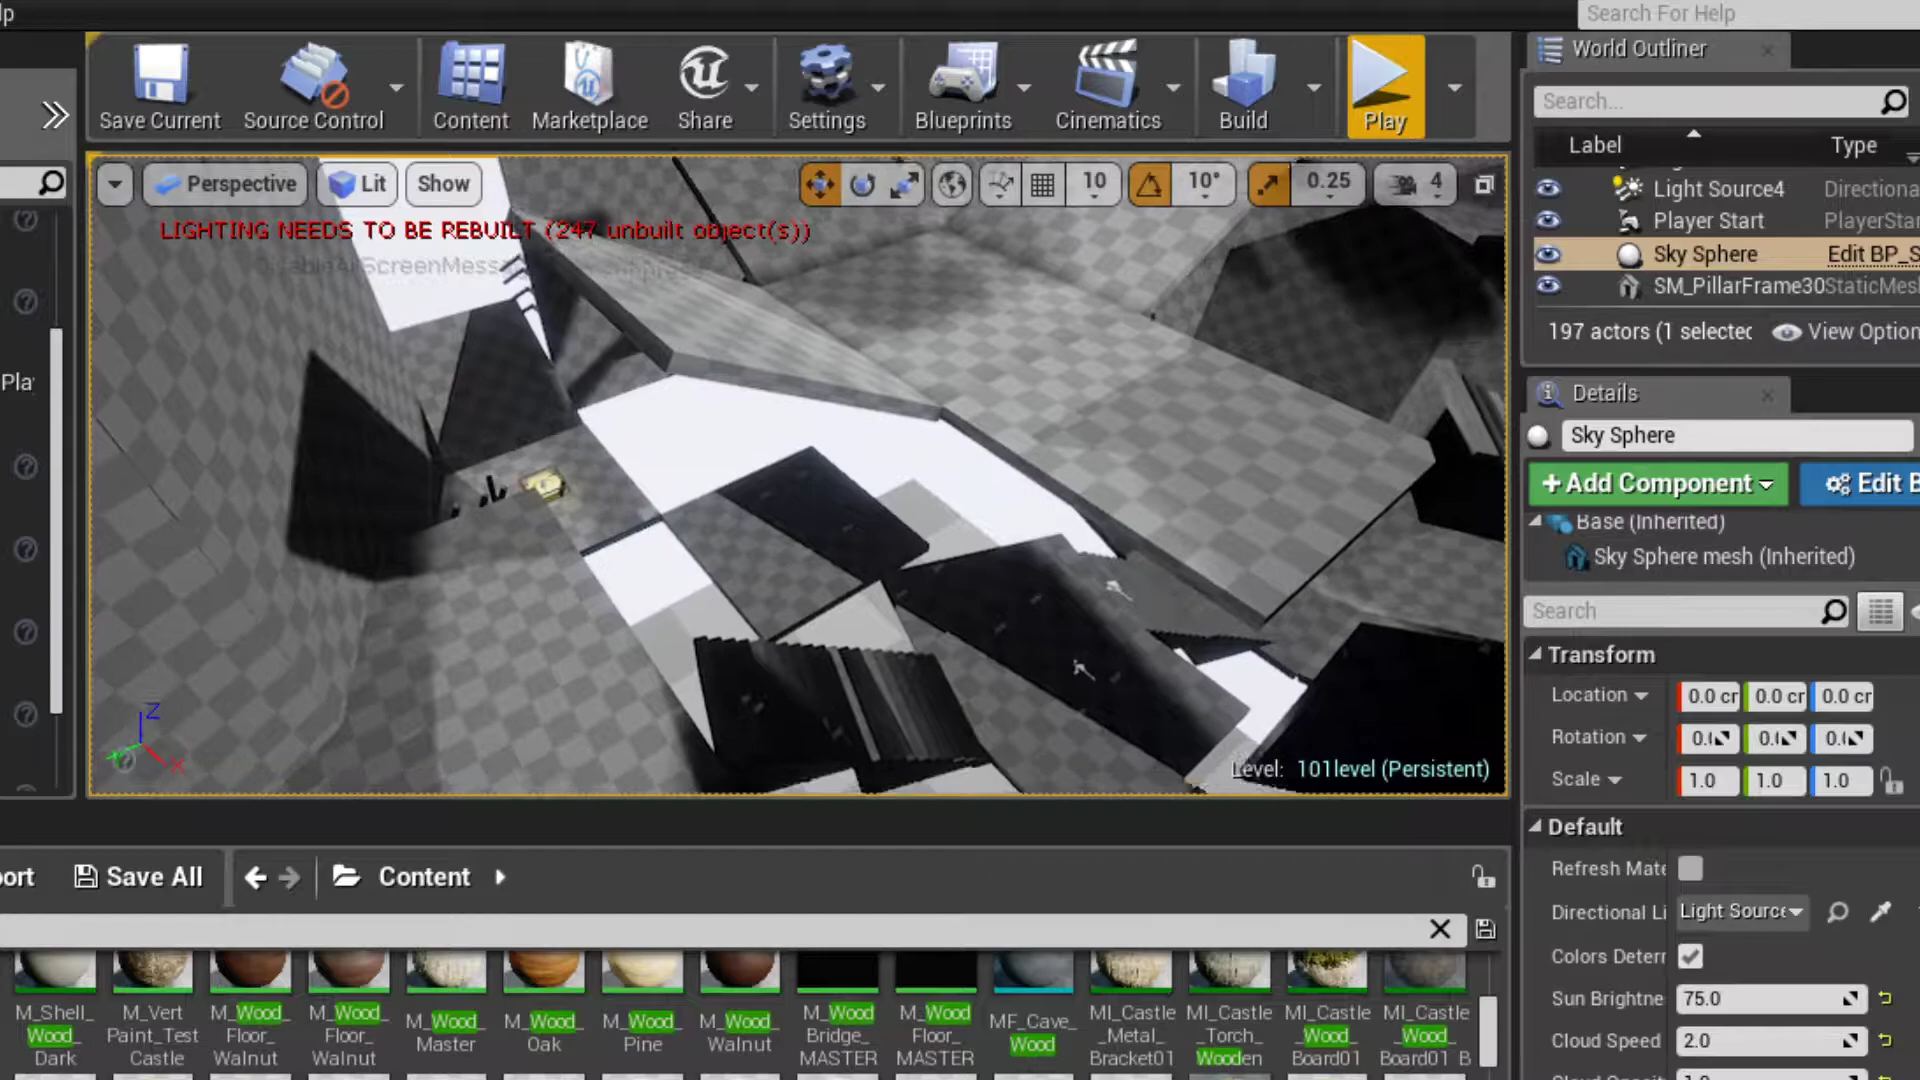 lp
Search For Help
Save Current
Source Control
Content
Marketplace
Share
Settings
Blueprints
Cinematics
Build
Play
World Outliner
Search...
Label
Type
Perspective
Lit
Show
10
10°
0.25
4
LIGHTING NEEDS TO BE REBUILT (247 unbuilt object(s))
Light Source4 Directiona
Player Start PlayerStar
Sky Sphere Edit BP_S
SM_PillarFrame30 StaticMes
197 actors (1 selectec
View Option
Pla
Details
Sky Sphere
+Add Component
Edit B
Base (Inherited)
Sky Sphere mesh (Inherited)
Search
Transform
Location 0.0 cr 0.0 cr 0.0 cr
Rotation 0.( 0.( 0.(
Scale 1.0 1.0 1.0
Z
X
Level: 101level (Persistent)
Default
Refresh Mate
Directional Li Light Source
Colors Deterr
Sun Brightne 75.0
Cloud Speed 2.0
ort
Save All
Content
M_Shell_
Wood_
Dark
M_Vert
Paint_Test
Castle
M_Wood_
Floor_
Walnut
M_Wood_
Floor_
Walnut
M_Wood_
Master
M_Wood_
Oak
M_Wood_
Pine
M_Wood_
Walnut
M_Wood
Bridge_
MASTER
M_Wood
Floor_
MASTER
MF_Cave_
Wood
MI_Castle
_Metal_
Bracket01
MI_Castle
_Torch_
Wooden
MI_Castle
_Wood_
Board01
MI_Castle
_Wood_
Board01_B